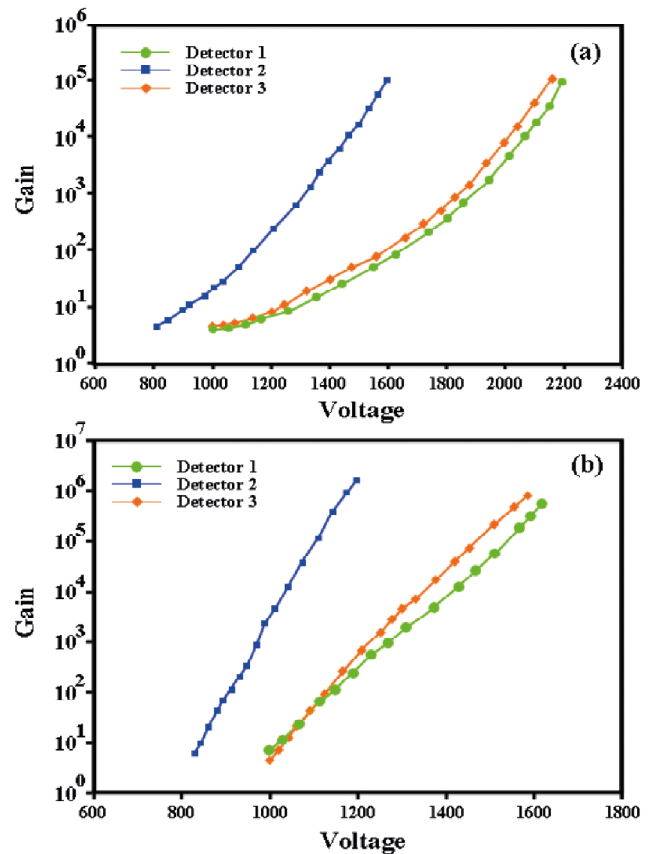 10^6
10^5
10^4
10^3
10^2
10^1
10^0
Gain
Detector 1
Detector 2
Detector 3
(a)
600 800 1000 1200 1400 1600 1800 2000 2200 2400
Voltage
10^7
10^6
10^5
10^4
10^3
10^2
10^1
10^0
Gain
Detector 1
Detector 2
Detector 3
(b)
600 800 1000 1200 1400 1600 1800
Voltage